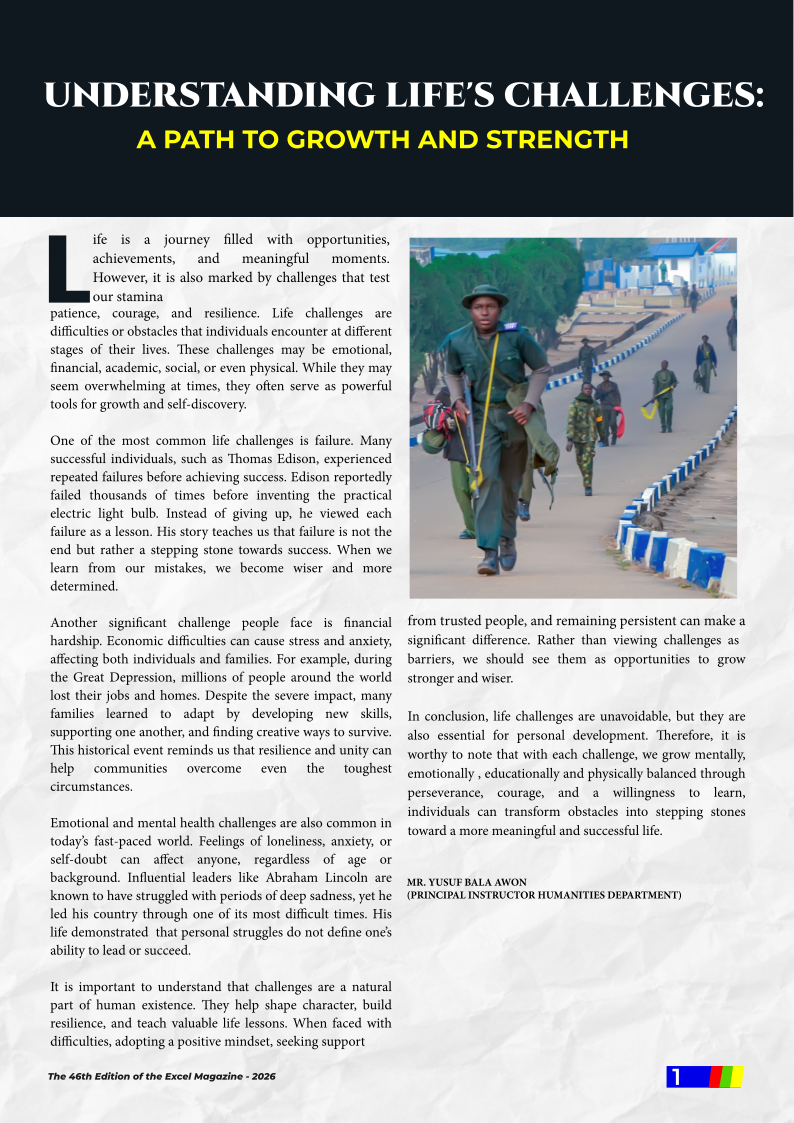 UNDERSTANDING LIFE'S CHALLENGES:
A PATH TO GROWTH AND STRENGTH
Life is a journey filled with opportunities,
achievements, and meaningful moments.
However, it is also marked by challenges that test
our stamina
patience, courage, and resilience. Life challenges are
difficulties or obstacles that individuals encounter at different
stages of their lives. These challenges may be emotional,
financial, academic, social, or even physical. While they may
seem overwhelming at times, they often serve as powerful
tools for growth and self-discovery.
One of the most common life challenges is failure. Many
successful individuals, such as Thomas Edison, experienced
repeated failures before achieving success. Edison reportedly
failed thousands of times before inventing the practical
electric light bulb. Instead of giving up, he viewed each
failure as a lesson. His story teaches us that failure is not the
end but rather a stepping stone towards success. When we
learn from our mistakes, we become wiser and more
determined.
Another significant challenge people face is financial
hardship. Economic difficulties can cause stress and anxiety,
affecting both individuals and families. For example, during
the Great Depression, millions of people around the world
lost their jobs and homes. Despite the severe impact, many
families learned to adapt by developing new skills,
supporting one another, and finding creative ways to survive.
This historical event reminds us that resilience and unity can
help communities overcome even the toughest
circumstances.
Emotional and mental health challenges are also common in
today's fast-paced world. Feelings of loneliness, anxiety, or
self-doubt can affect anyone, regardless of age or
background. Influential leaders like Abraham Lincoln are
known to have struggled with periods of deep sadness, yet he
led his country through one of its most difficult times. His
life demonstrated that personal struggles do not define one's
ability to lead or succeed.
It is important to understand that challenges are a natural
part of human existence. They help shape character, build
resilience, and teach valuable life lessons. When faced with
difficulties, adopting a positive mindset, seeking support
from trusted people, and remaining persistent can make a
significant difference. Rather than viewing challenges as
barriers, we should see them as opportunities to grow
stronger and wiser.
In conclusion, life challenges are unavoidable, but they are
also essential for personal development. Therefore, it is
worthy to note that with each challenge, we grow mentally,
emotionally , educationally and physically balanced through
perseverance, courage, and a willingness to learn,
individuals can transform obstacles into stepping stones
toward a more meaningful and successful life.
MR. YUSUF BALA AWON
(PRINCIPAL INSTRUCTOR HUMANITIES DEPARTMENT)
The 46th Edition of the Excel Magazine - 2026
1